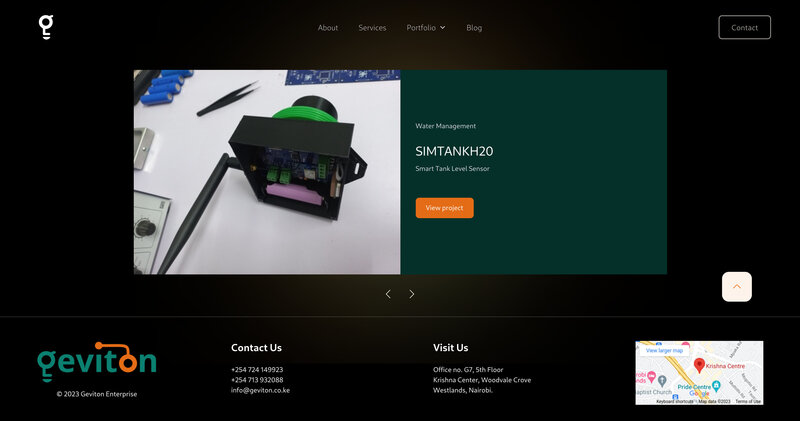 About
Services
Portfolio
Blog
Contact
Water Management
SIMTANKH20
Smart Tank Level Sensor
View project
geviton
© 2023 Geviton Enterprise
Contact Us
+254 724 149923
+254 713 932088
info@geviton.co.ke
Visit Us
Office no. G7, 5th Floor
Krishna Center, Woodvale Crove
Westlands, Nairobi.
View larger map
Krishna Centre
Pride Centre
Google
Keyboard shortcuts
Map data ©2023
Terms of Use